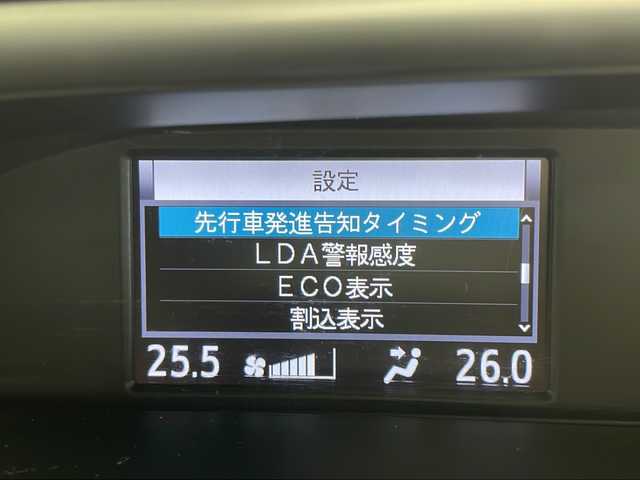 設定
先行車発進告知タイミング
ＬＤＡ警報感度
ＥＣＯ表示
割込表示
25.5 26.0